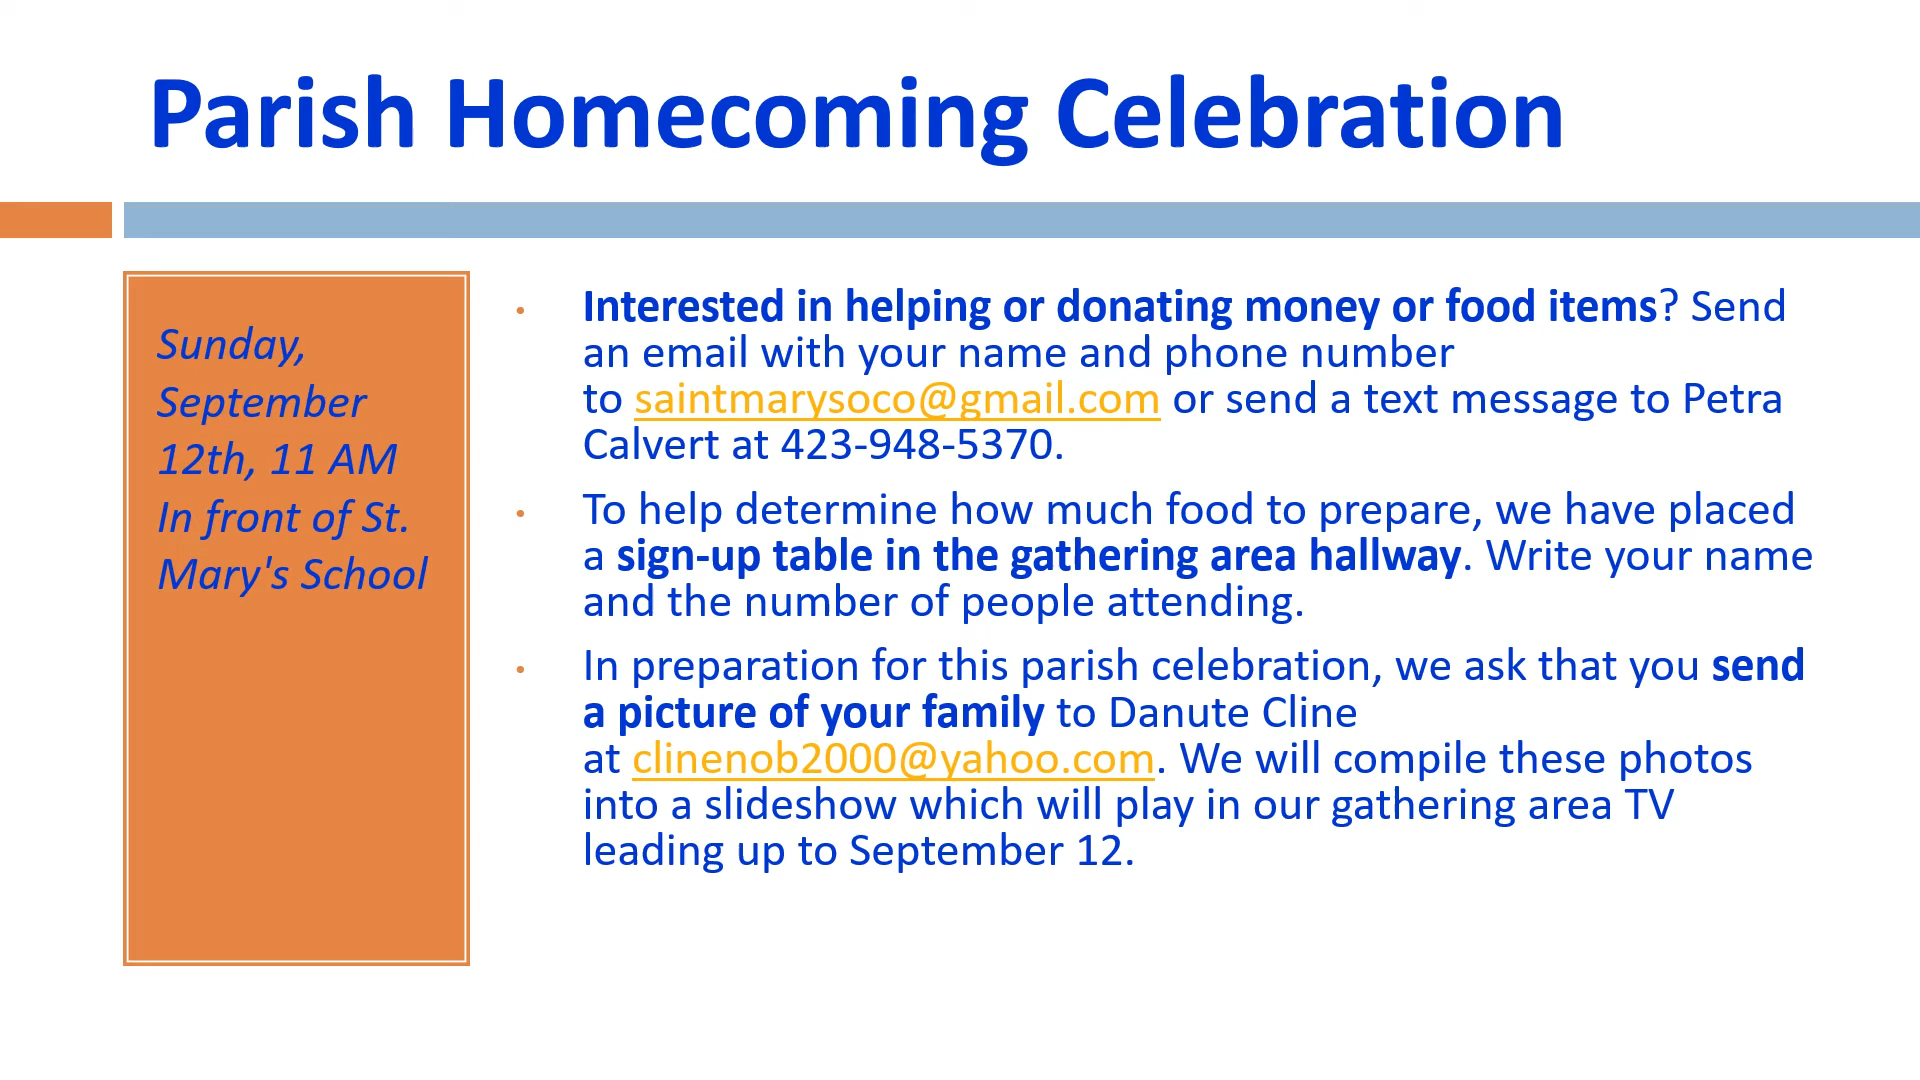 Parish Homecoming Celebration
Sunday,
September
12th, 11 AM
In front of St.
Mary's School
• Interested in helping or donating money or food items? Send
an email with your name and phone number
to saintmarysoco@gmail.com or send a text message to Petra
Calvert at 423-948-5370.
• To help determine how much food to prepare, we have placed
a sign-up table in the gathering area hallway. Write your name
and the number of people attending.
• In preparation for this parish celebration, we ask that you send
a picture of your family to Danute Cline
at clinenob2000@yahoo.com. We will compile these photos
into a slideshow which will play in our gathering area TV
leading up to September 12.